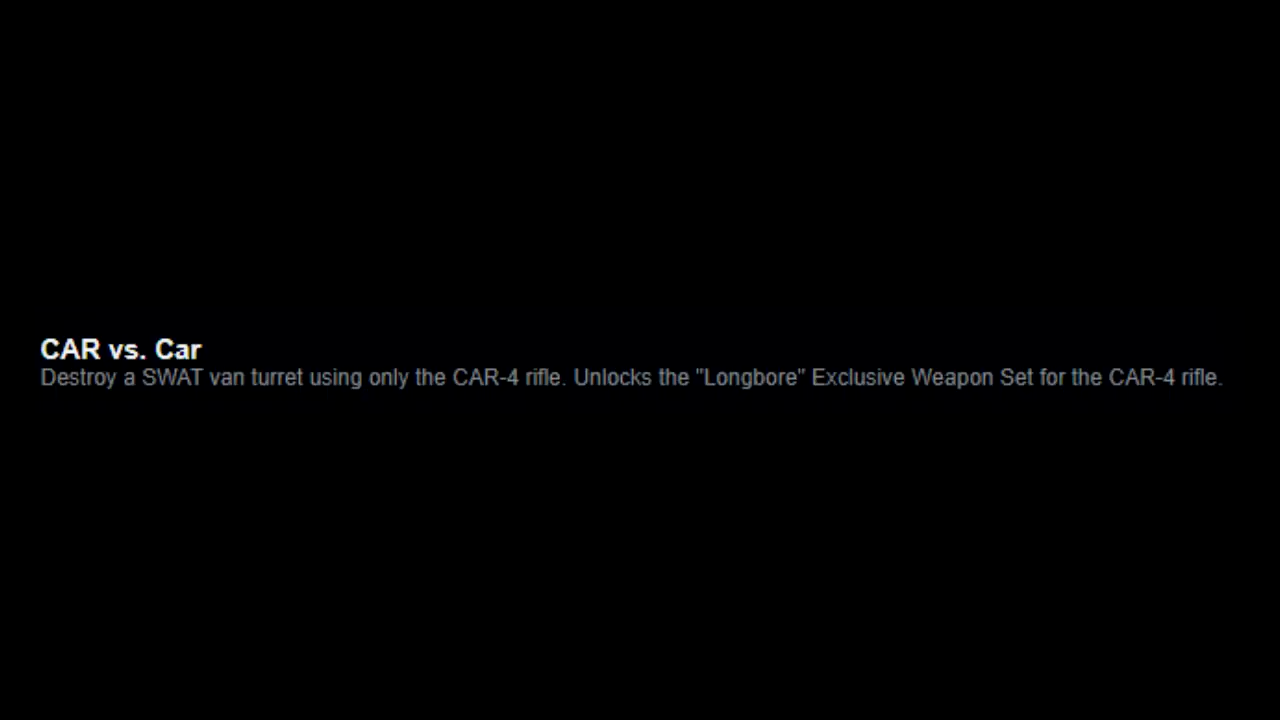 CAR vs. Car
Destroy a SWAT van turret using only the CAR-4 rifle. Unlocks the "Longbore" Exclusive Weapon Set for the CAR-4 rifle.